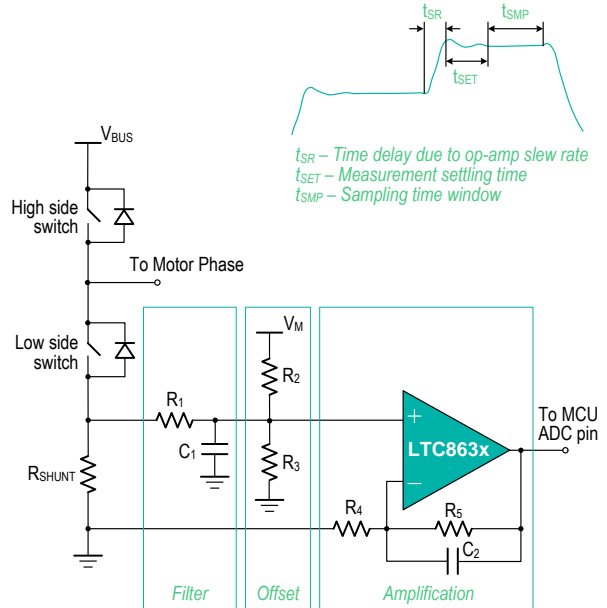 tSR
tSMP
tSET
tSR – Time delay due to op-amp slew rate
tSET – Measurement settling time
tSMP – Sampling time window
VBUS
High side
switch
To Motor Phase
Low side
switch
VM
R2
R1
C1
R3
RSHUNT
+
LTC863x
–
To MCU
ADC pin
R4
R5
C2
Filter
Offset
Amplification